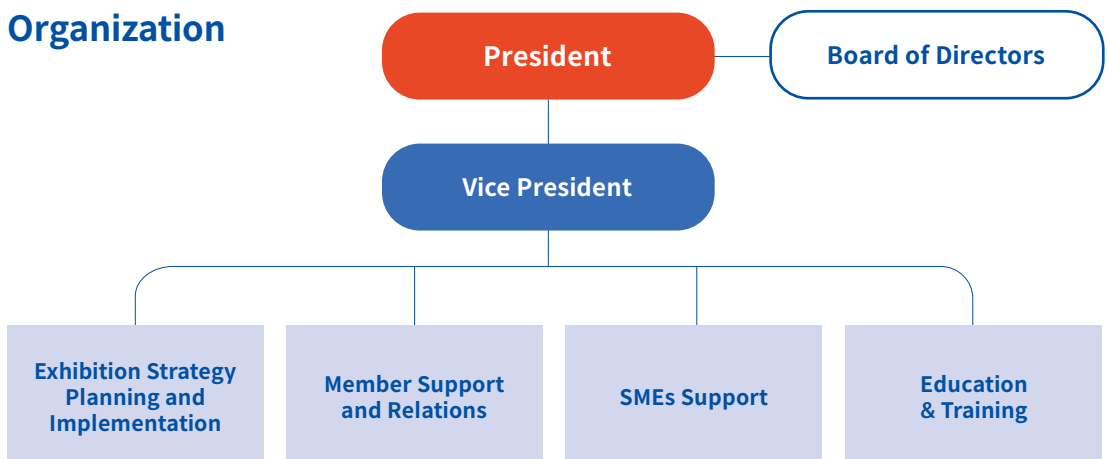 Organization
President
Board of Directors
Vice President
Exhibition Strategy
Planning and
Implementation
Member Support
and Relations
SMEs Support
Education
& Training